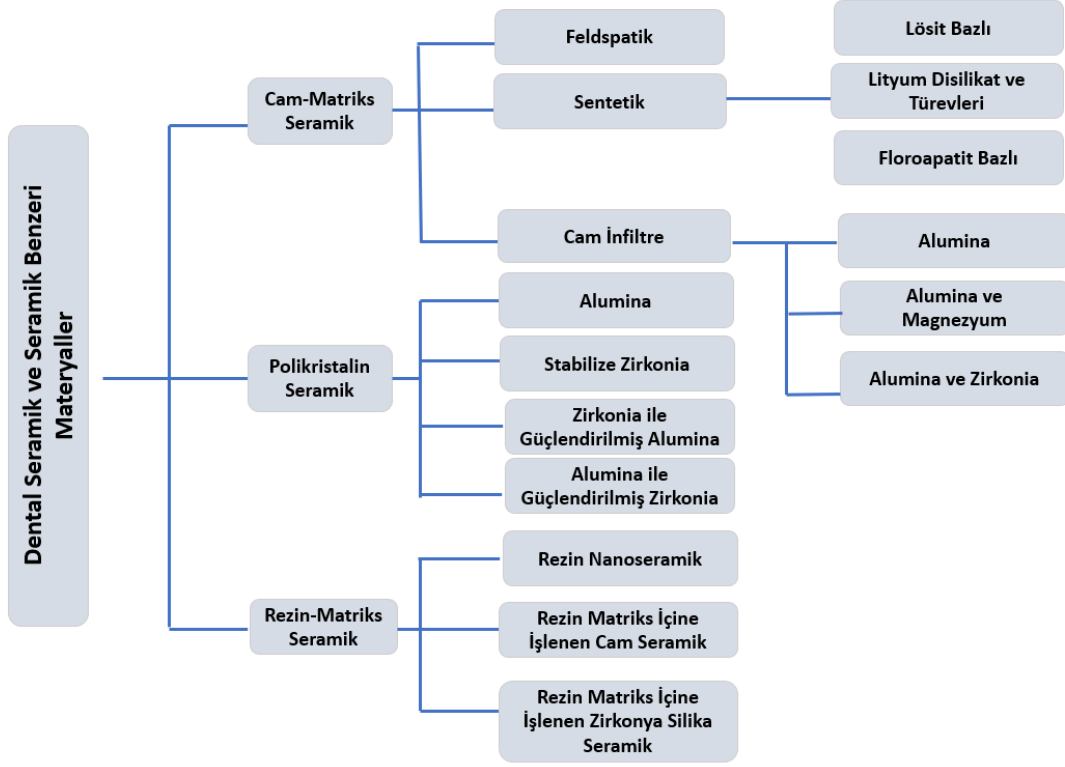 Dental Seramik ve Seramik Benzeri
Materyaller
Cam-Matriks
Seramik
Feldspatik
Sentetik
Lösit Bazlı
Lityum Disilikat ve
Türevleri
Floroapatit Bazlı
Cam İnfiltre
Alumina
Alumina ve
Magnezyum
Alumina ve Zirkonia
Polikristalin
Seramik
Alumina
Stabilize Zirkonia
Zirkonia ile
Güçlendirilmiş Alumina
Alumina ile
Güçlendirilmiş Zirkonia
Rezin-Matriks
Seramik
Rezin Nanoseramik
Rezin Matriks İçine
İşlenen Cam Seramik
Rezin Matriks İçine
İşlenen Zirkonya Silika
Seramik